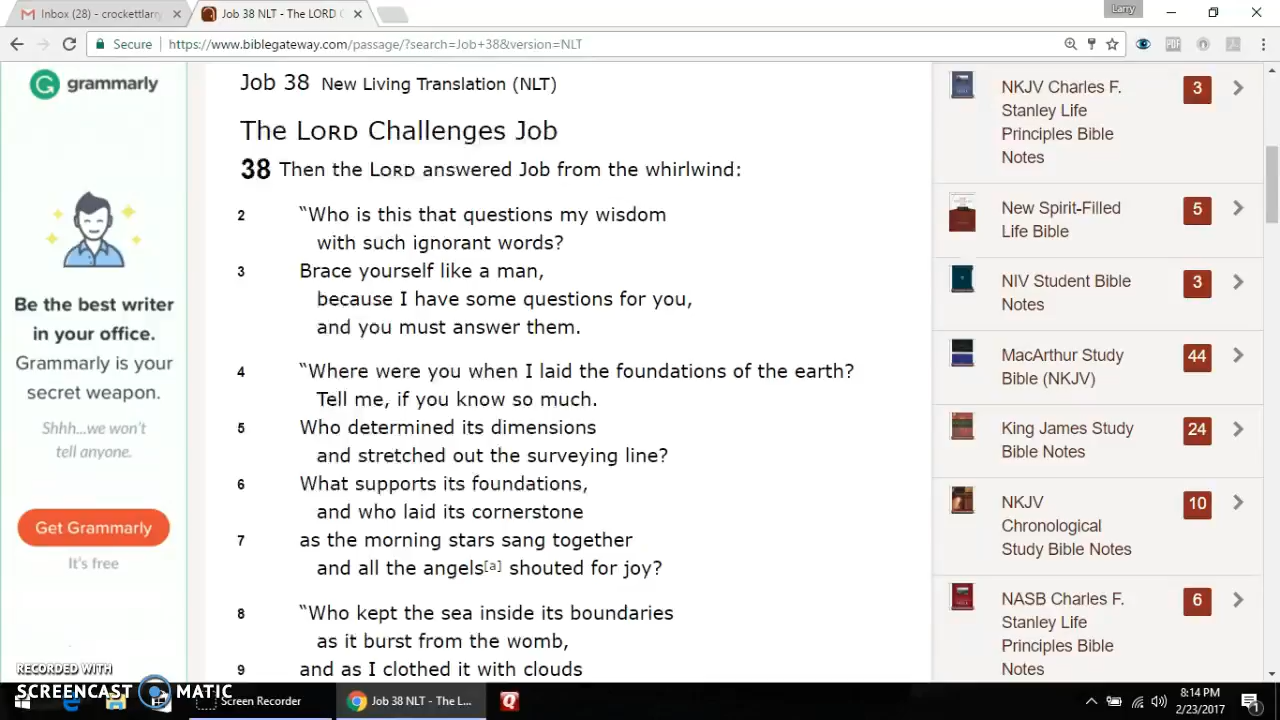 Inbox (28) - crockettlarr
Job 38 NLT - The LORD C
Larry
Secure
https://www.biblegateway.com/passage/?search=Job+38&version=NLT
grammarly
Be the best writer
in your office.
Grammarly is your
secret weapon.
Shhh...we won't
tell anyone.
Get Grammarly
It's free
Job 38 New Living Translation (NLT)
The LORD Challenges Job
38 Then the LORD answered Job from the whirlwind:
2 “Who is this that questions my wisdom
with such ignorant words?
3 Brace yourself like a man,
because I have some questions for you,
and you must answer them.
4 “Where were you when I laid the foundations of the earth?
Tell me, if you know so much.
5 Who determined its dimensions
and stretched out the surveying line?
6 What supports its foundations,
and who laid its cornerstone
7 as the morning stars sang together
and all the angels[a] shouted for joy?
8 “Who kept the sea inside its boundaries
as it burst from the womb,
9 and as I clothed it with clouds
NKJV Charles F.
Stanley Life
Principles Bible
Notes
3
New Spirit-Filled
Life Bible
5
NIV Student Bible
Notes
3
MacArthur Study
Bible (NKJV)
44
King James Study
Bible Notes
24
NKJV
Chronological
Study Bible Notes
10
NASB Charles F.
Stanley Life
Principles Bible
Notes
6
RECORDED WITH
SCREENCAST MATIC
Screen Recorder
Job 38 NLT - The L...
8:14 PM
2/23/2017
1